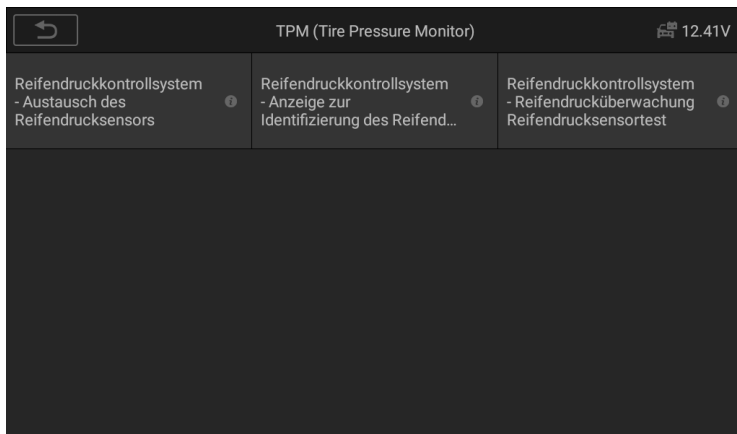 TPM (Tire Pressure Monitor)
12.41V
Reifendruckkontrollsystem
- Austausch des
Reifendrucksensors
Reifendruckkontrollsystem
- Anzeige zur
Identifizierung des Reifend...
Reifendruckkontrollsystem
- Reifendrucküberwachung
Reifendrucksensortest